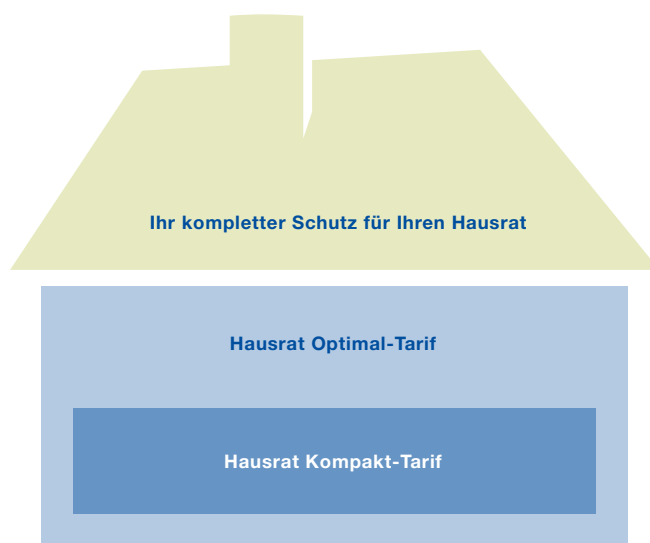 Ihr kompletter Schutz für Ihren Hausrat
Hausrat Optimal-Tarif
Hausrat Kompakt-Tarif